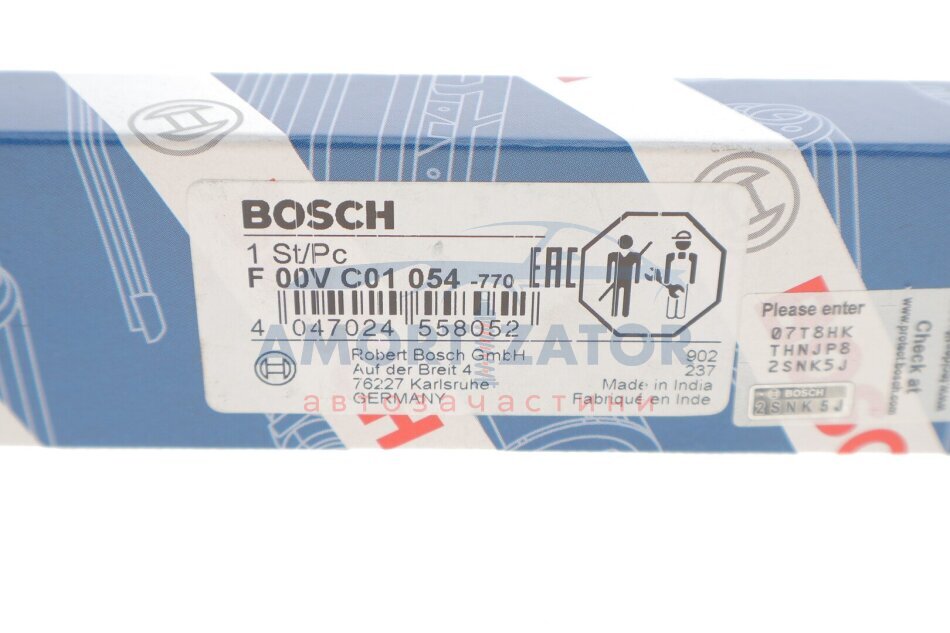 BOSCH
1 St/Pc
F 00V C01 054 -770
EAC
4 047024 558052
AMORTIZATOR
www
автозапчастини
Robert Bosch GmbH
Auf der Breit 4
76227 Karlsruhe
GERMANY
902
237
Made in India
Fabriqué en Inde
Please enter
07T8HK
THNJP8
2SNK5J
BOSCH
2SNK5J
Check at
www.protect.bosch.com